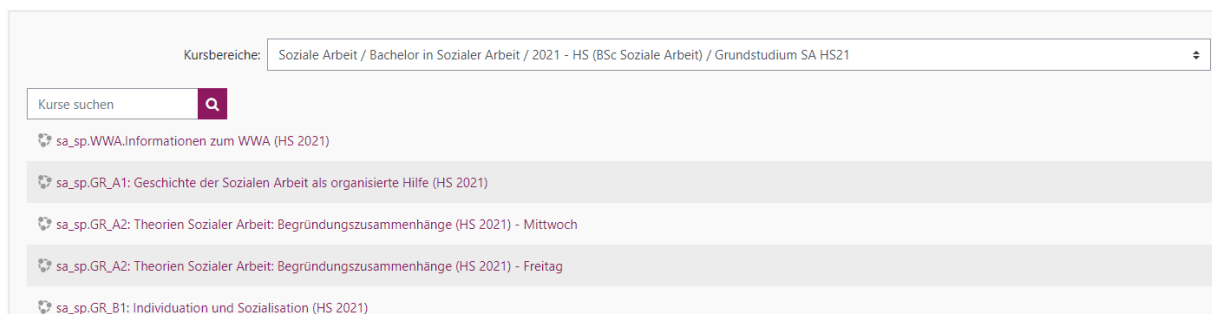 Kursbereiche: Soziale Arbeit / Bachelor in Sozialer Arbeit / 2021 - HS (BSc Soziale Arbeit) / Grundstudium SA HS21
Kurse suchen
sa_sp.WWA.Informationen zum WWA (HS 2021)
sa_sp.GR_A1: Geschichte der Sozialen Arbeit als organisierte Hilfe (HS 2021)
sa_sp.GR_A2: Theorien Sozialer Arbeit: Begründungszusammenhänge (HS 2021) - Mittwoch
sa_sp.GR_A2: Theorien Sozialer Arbeit: Begründungszusammenhänge (HS 2021) - Freitag
sa_sp.GR_B1: Individuation und Sozialisation (HS 2021)